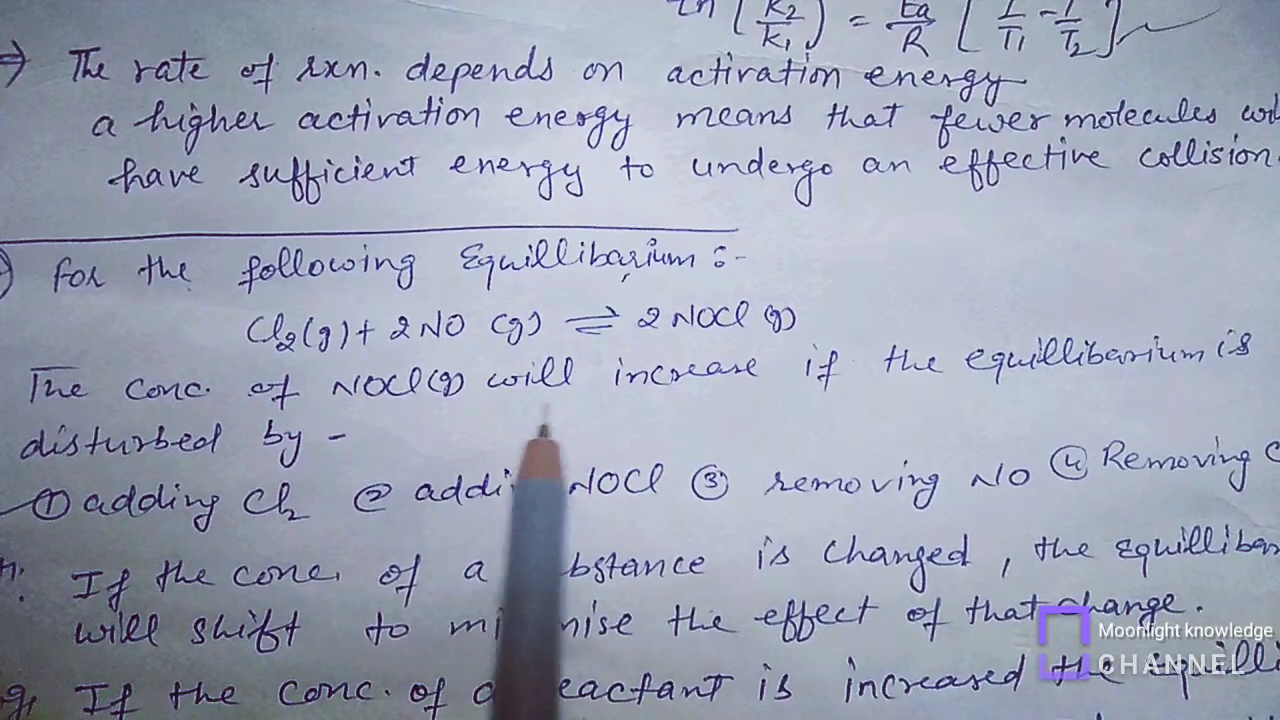 ln (K2/K1) = Ea/R [1/T1 - 1/T2]
⇒ The rate of rxn. depends on activation energy
a higher activation energy means that fewer molecules
have sufficient energy to undergo an effective collision.
for the following Equillibarium :-
Cl2(g) + 2NO (g) ⇌ 2 NOCl (g)
The conc. of NOCl(g) will increase if the equillibarium is
disturbed by -
① adding Cl2 ② NOCl ③ removing NO ④ Removing
If the conc. of a is changed, the
will shift to the effect of that change.
If the conc. of is increased the
Moonlight knowledge
CHANNEL